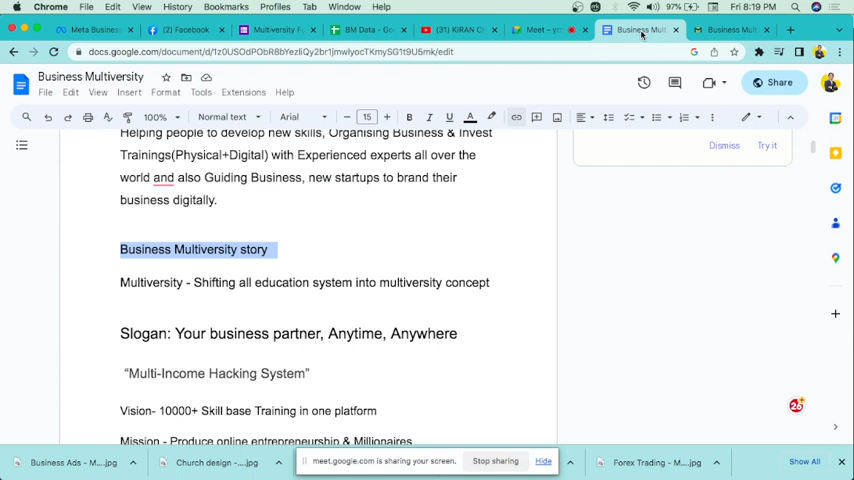 Chrome File Edit View History Bookmarks Profiles Tab Window Help 97% Fri 8:19 PM
Meta Business (2) Facebook Multiversity Fu BM Data - Go (31) KIRAN C Meet – Business Mult Business Mult
docs.google.com/document/d/1z0USOdPObRBbYezliQy2br1jmwlyocTKmySG1t9U5mk/edit
Business Multiversity
File Edit View Insert Format Tools Extensions Help
Share
100% Normal text Arial 15 B I U A
Dismiss Try it
Helping people to develop new skills, Organising Business & Invest
Trainings(Physical+Digital) with Experienced experts all over the
world and also Guiding Business, new startups to brand their
business digitally.
Business Multiversity story
Multiversity - Shifting all education system into multiversity concept
Slogan: Your business partner, Anytime, Anywhere
“Multi-Income Hacking System”
Vision- 10000+ Skill base Training in one platform
Mission - Produce online entrepreneurship & Millionaires
26
Business Ads - M....jpg Church design -....jpg meet.google.com is sharing your screen. Stop sharing Hide Forex Trading - M....jpg Show All